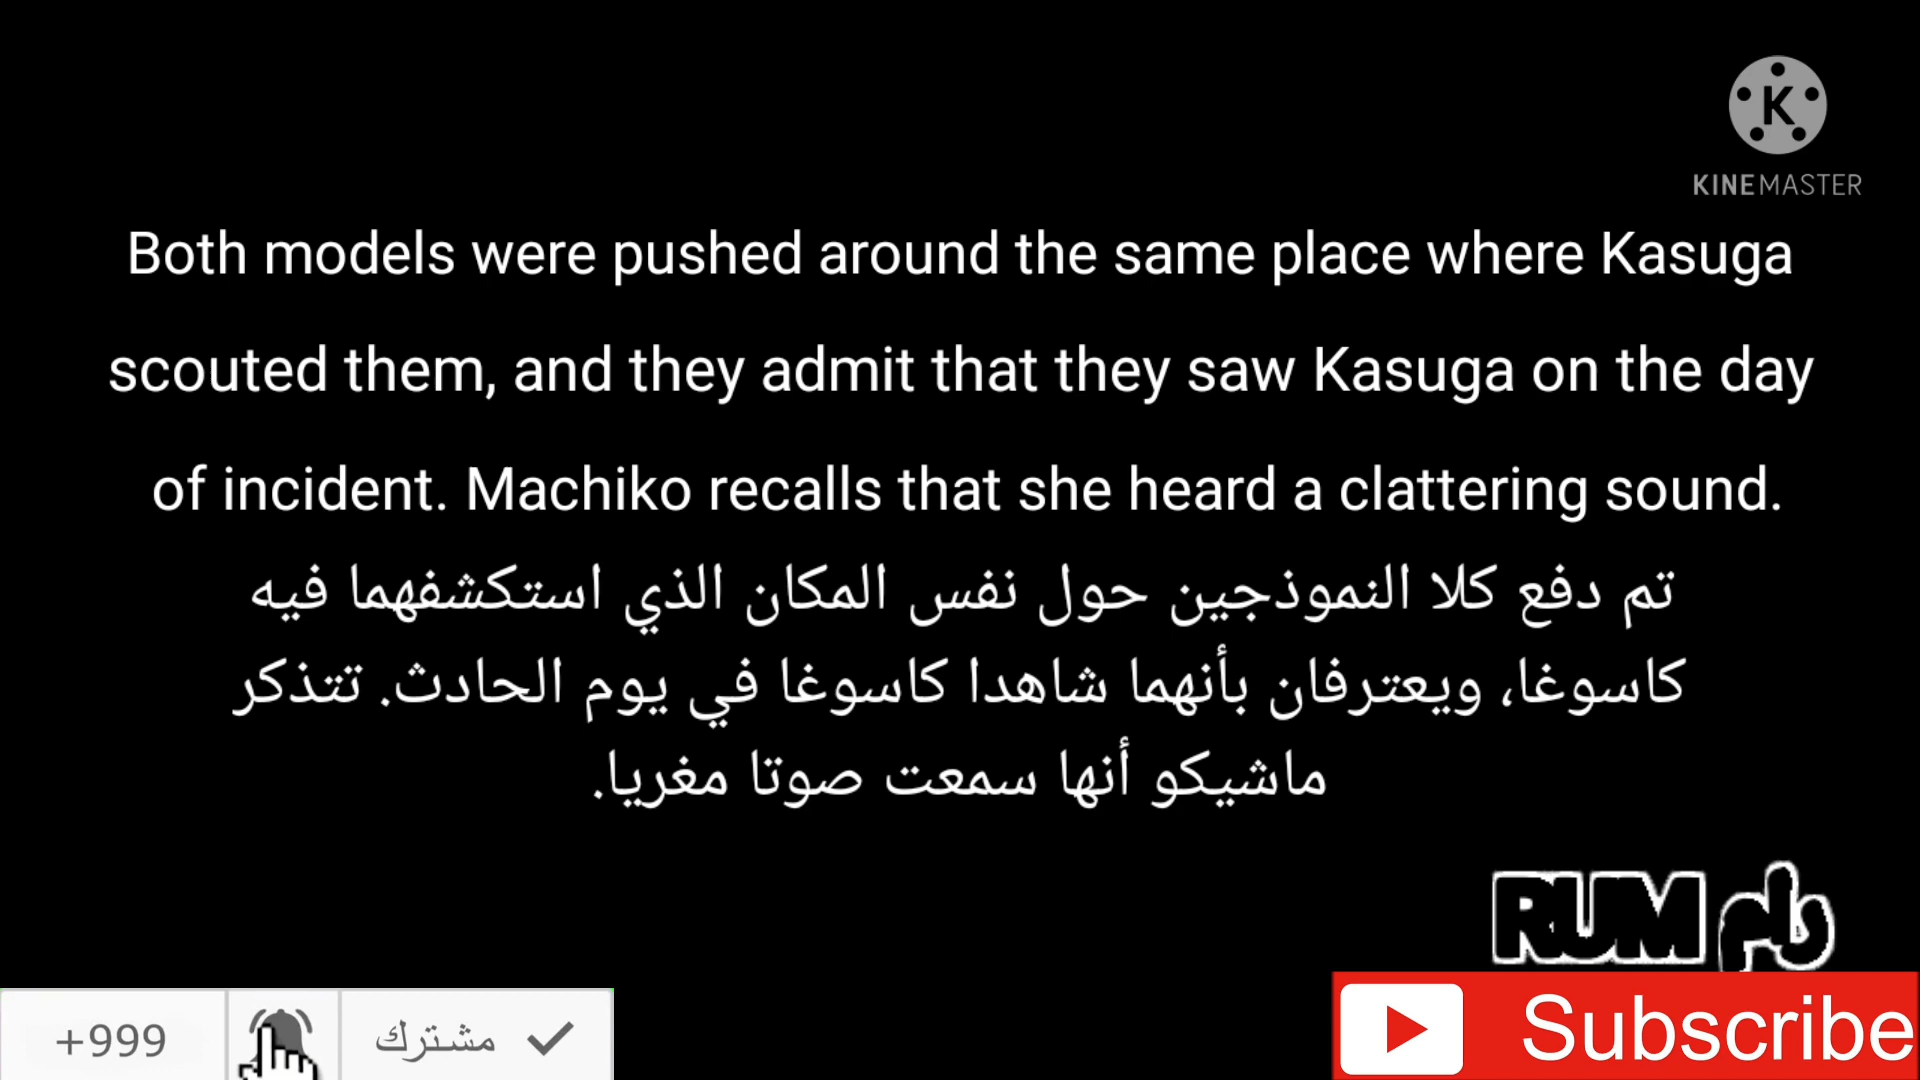 K
KINEMASTER
Both models were pushed around the same place where Kasuga
scouted them, and they admit that they saw Kasuga on the day
of incident. Machiko recalls that she heard a clattering sound.
تم دفع كلا النموذجين حول نفس المكان الذي استكشفهما فيه
كاسوغا، ويعترفان بأنهما شاهدا كاسوغا في يوم الحادث. تتذكر
ماشيكو أنها سمعت صوتا مغريا.
RUM رام
+999
مشترك
Subscribe